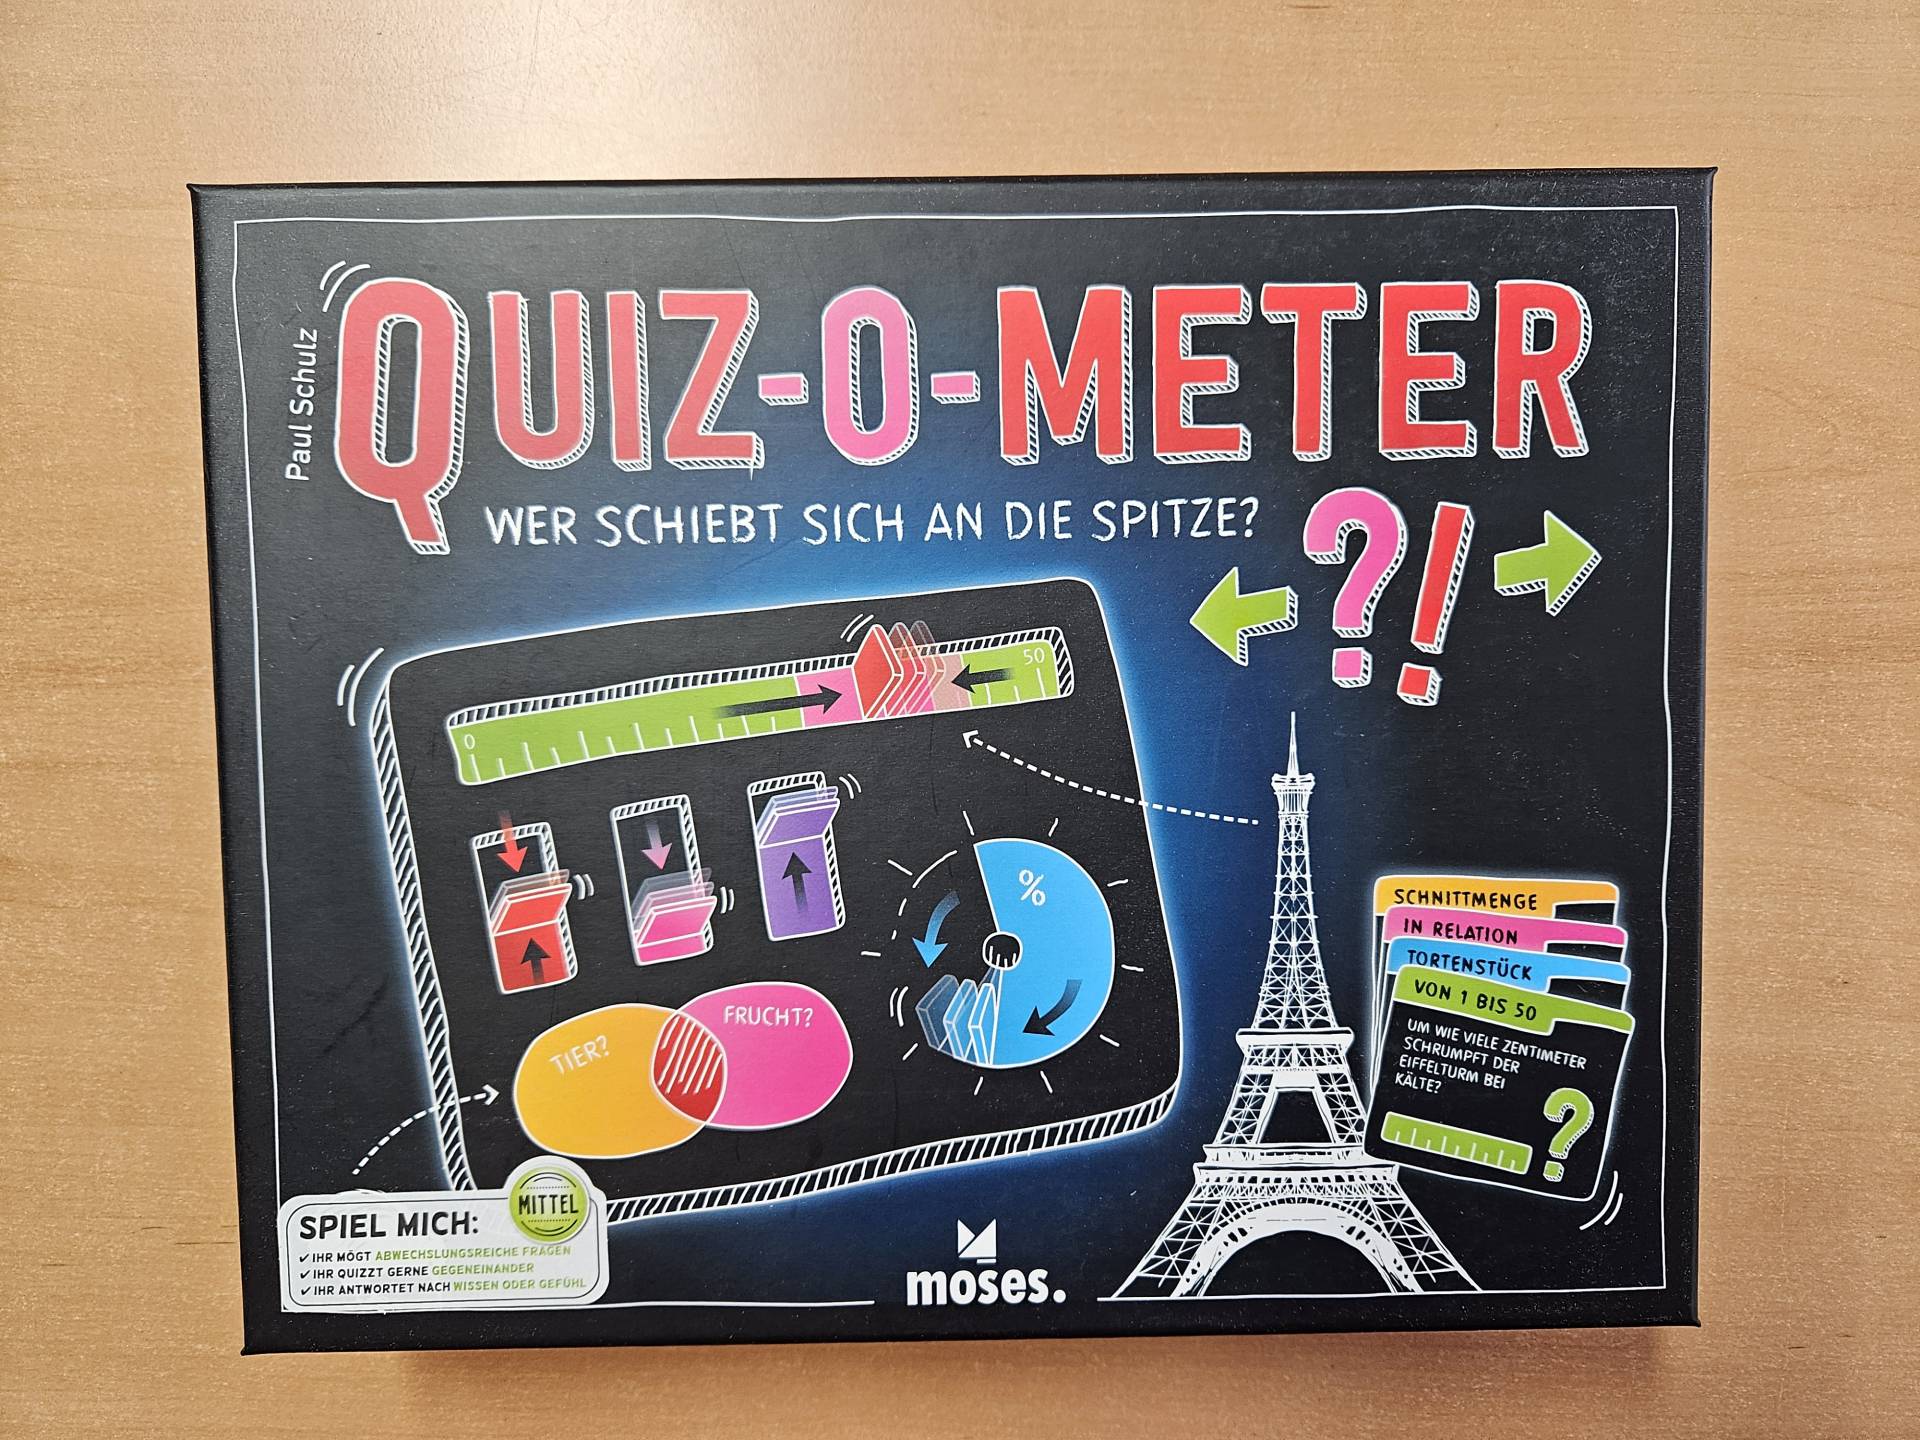 Paul Schulz
QUIZ-O-METER
WER SCHIEBT SICH AN DIE SPITZE?
?!
0
50
%
TIER?
FRUCHT?
SCHNITTMENGE
IN RELATION
TORTENSTÜCK
VON 1 BIS 50
UM WIE VIELE ZENTIMETER
SCHRUMPFT DER
EIFFELTURM BEI
KÄLTE?
?
MITTEL
SPIEL MICH:
✓ IHR MÖGT ABWECHSLUNGSREICHE FRAGEN
✓ IHR QUIZZT GERNE GEGENEINANDER
✓ IHR ANTWORTET NACH WISSEN ODER GEFÜHL
moses.